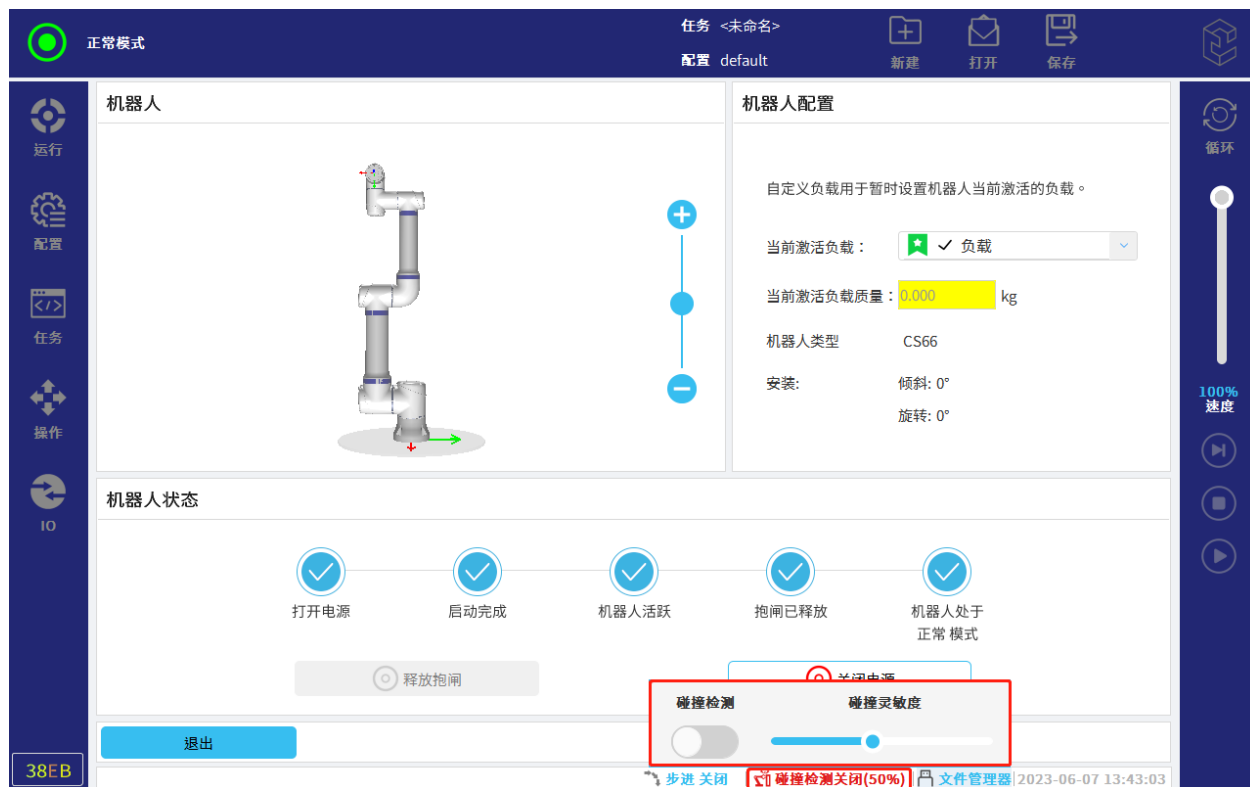 正常模式
任务 <未命名>
配置 default
新建 打开 保存
运行
配置
任务
操作
IO
机器人
机器人配置
自定义负载用于暂时设置机器人当前激活的负载。
当前激活负载： 负载
当前激活负载质量：0.000 kg
机器人类型 CS66
安装: 倾斜: 0°
旋转: 0°
循环
100%
速度
机器人状态
打开电源
启动完成
机器人活跃
抱闸已释放
机器人处于
正常 模式
释放抱闸
关闭电源
碰撞检测 碰撞灵敏度
退出
38EB
步进 关闭 碰撞检测关闭(50%) 文件管理器 2023-06-07 13:43:03